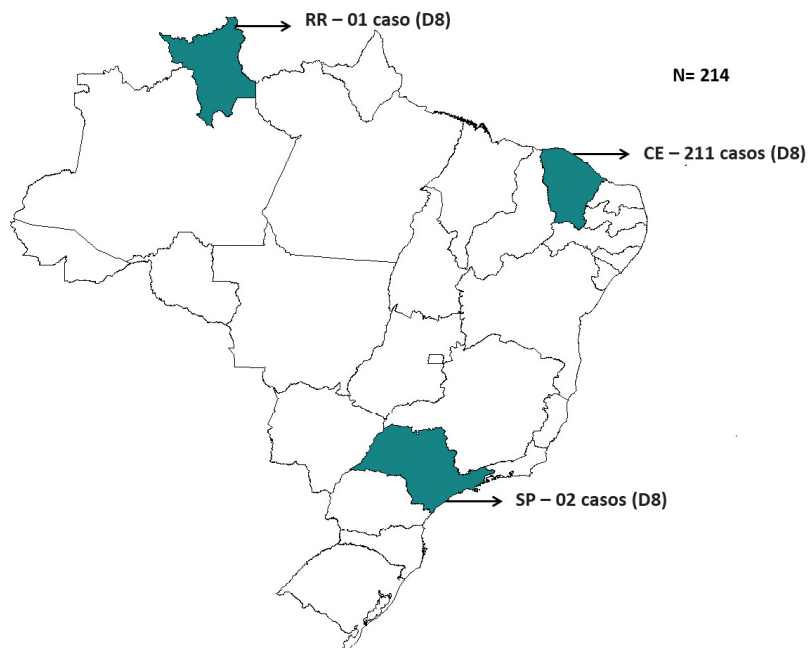 RR – 01 caso (D8)
N= 214
CE – 211 casos (D8)
SP – 02 casos (D8)